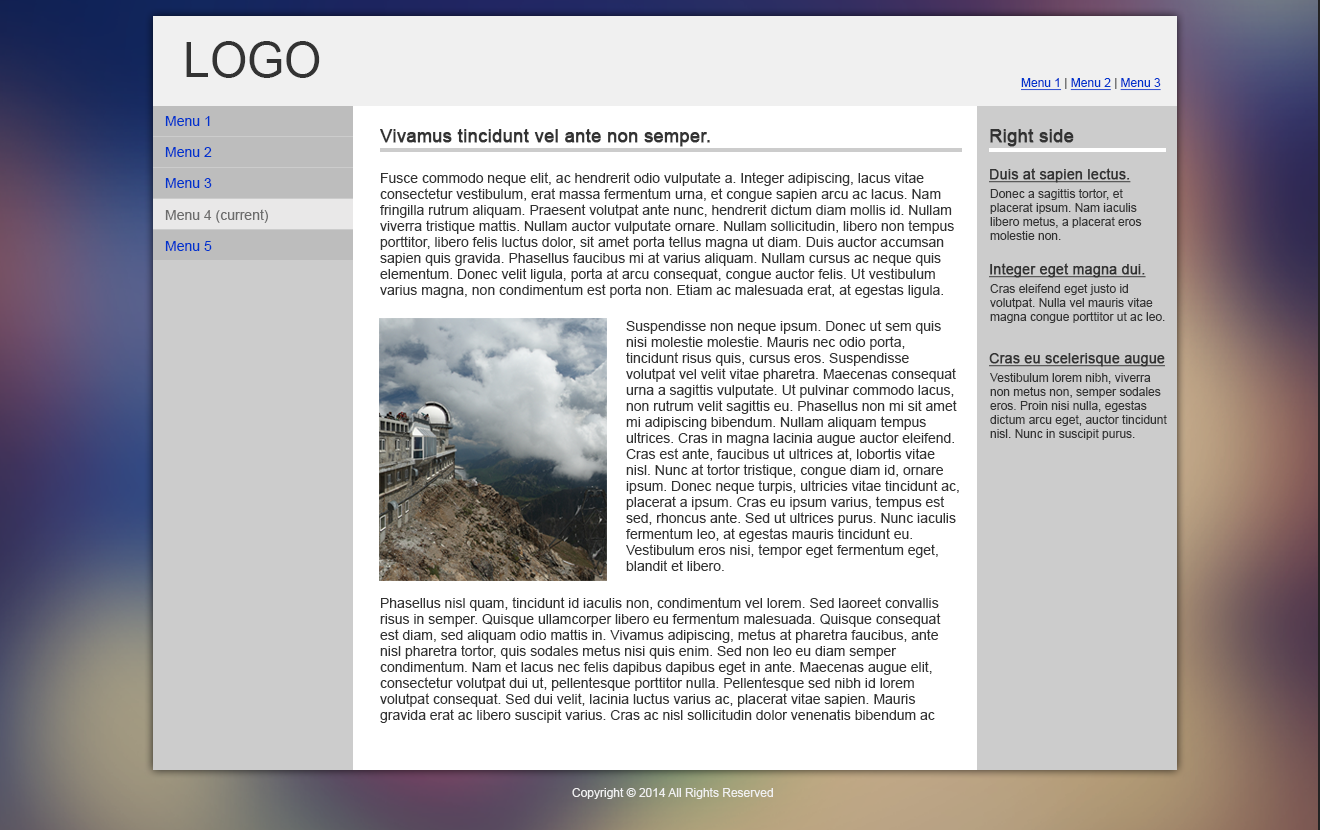 LOGO
Menu 1 | Menu 2 | Menu 3
Menu 1
Menu 2
Menu 3
Menu 4 (current)
Menu 5
Vivamus tincidunt vel ante non semper.
Fusce commodo neque elit, ac hendrerit odio vulputate a. Integer adipiscing, lacus vitae
consectetur vestibulum, erat massa fermentum urna, et congue sapien arcu ac lacus. Nam
fringilla rutrum aliquam. Praesent volutpat ante nunc, hendrerit dictum diam mollis id. Nullam
viverra tristique mattis. Nullam auctor vulputate ornare. Nullam sollicitudin, libero non tempus
porttitor, libero felis luctus dolor, sit amet porta tellus magna ut diam. Duis auctor accumsan
sapien quis gravida. Phasellus faucibus mi at varius aliquam. Nullam cursus ac neque quis
elementum. Donec velit ligula, porta at arcu consequat, congue auctor felis. Ut vestibulum
varius magna, non condimentum est porta non. Etiam ac malesuada erat, at egestas ligula.
Suspendisse non neque ipsum. Donec ut sem quis
nisi molestie molestie. Mauris nec odio porta,
tincidunt risus quis, cursus eros. Suspendisse
volutpat vel velit vitae pharetra. Maecenas consequat
urna a sagittis vulputate. Ut pulvinar commodo lacus,
non rutrum velit sagittis eu. Phasellus non mi sit amet
mi adipiscing bibendum. Nullam aliquam tempus
ultrices. Cras in magna lacinia augue auctor eleifend.
Cras est ante, faucibus ut ultrices at, lobortis vitae
nisl. Nunc at tortor tristique, congue diam id, ornare
ipsum. Donec neque turpis, ultricies vitae tincidunt ac,
placerat a ipsum. Cras eu ipsum varius, tempus est
sed, rhoncus ante. Sed ut ultrices purus. Nunc iaculis
fermentum leo, at egestas mauris tincidunt eu.
Vestibulum eros nisi, tempor eget fermentum eget,
blandit et libero.
Phasellus nisl quam, tincidunt id iaculis non, condimentum vel lorem. Sed laoreet convallis
risus in semper. Quisque ullamcorper libero eu fermentum malesuada. Quisque consequat
est diam, sed aliquam odio mattis in. Vivamus adipiscing, metus at pharetra faucibus, ante
nisl pharetra tortor, quis sodales metus nisi quis enim. Sed non leo eu diam semper
condimentum. Nam et lacus nec felis dapibus dapibus eget in ante. Maecenas augue elit,
consectetur volutpat dui ut, pellentesque porttitor nulla. Pellentesque sed nibh id lorem
volutpat consequat. Sed dui velit, lacinia luctus varius ac, placerat vitae sapien. Mauris
gravida erat ac libero suscipit varius. Cras ac nisl sollicitudin dolor venenatis bibendum ac
Right side
Duis at sapien lectus.
Donec a sagittis tortor, et
placerat ipsum. Nam iaculis
libero metus, a placerat eros
molestie non.
Integer eget magna dui.
Cras eleifend eget justo id
volutpat. Nulla vel mauris vitae
magna congue porttitor ut ac leo.
Cras eu scelerisque augue
Vestibulum lorem nibh, viverra
non metus non, semper sodales
eros. Proin nisi nulla, egestas
dictum arcu eget, auctor tincidunt
nisl. Nunc in suscipit purus.
Copyright © 2014 All Rights Reserved